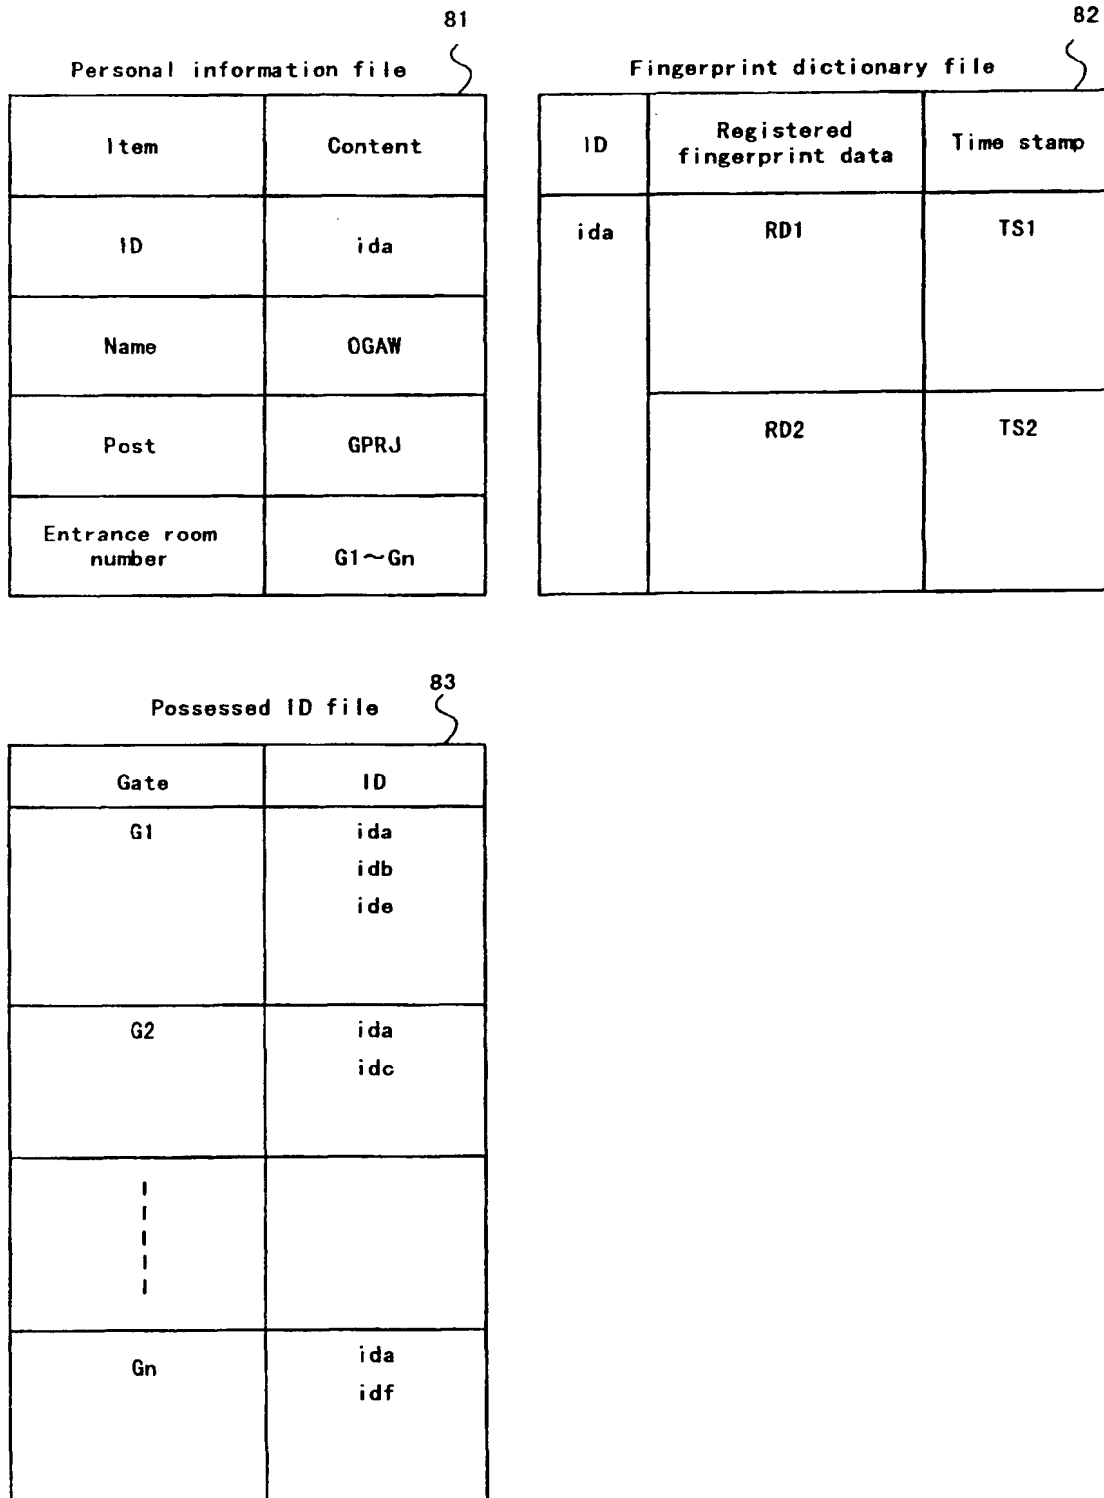 81
Personal information file
Item Content
ID ida
Name OGAW
Post GPRJ
Entrance room
number G1~Gn
82
Fingerprint dictionary file
ID Registered
fingerprint data Time stamp
ida RD1 TS1
RD2 TS2
83
Possessed ID file
Gate ID
G1 ida
idb
ide
G2 ida
idc
Gn ida
idf